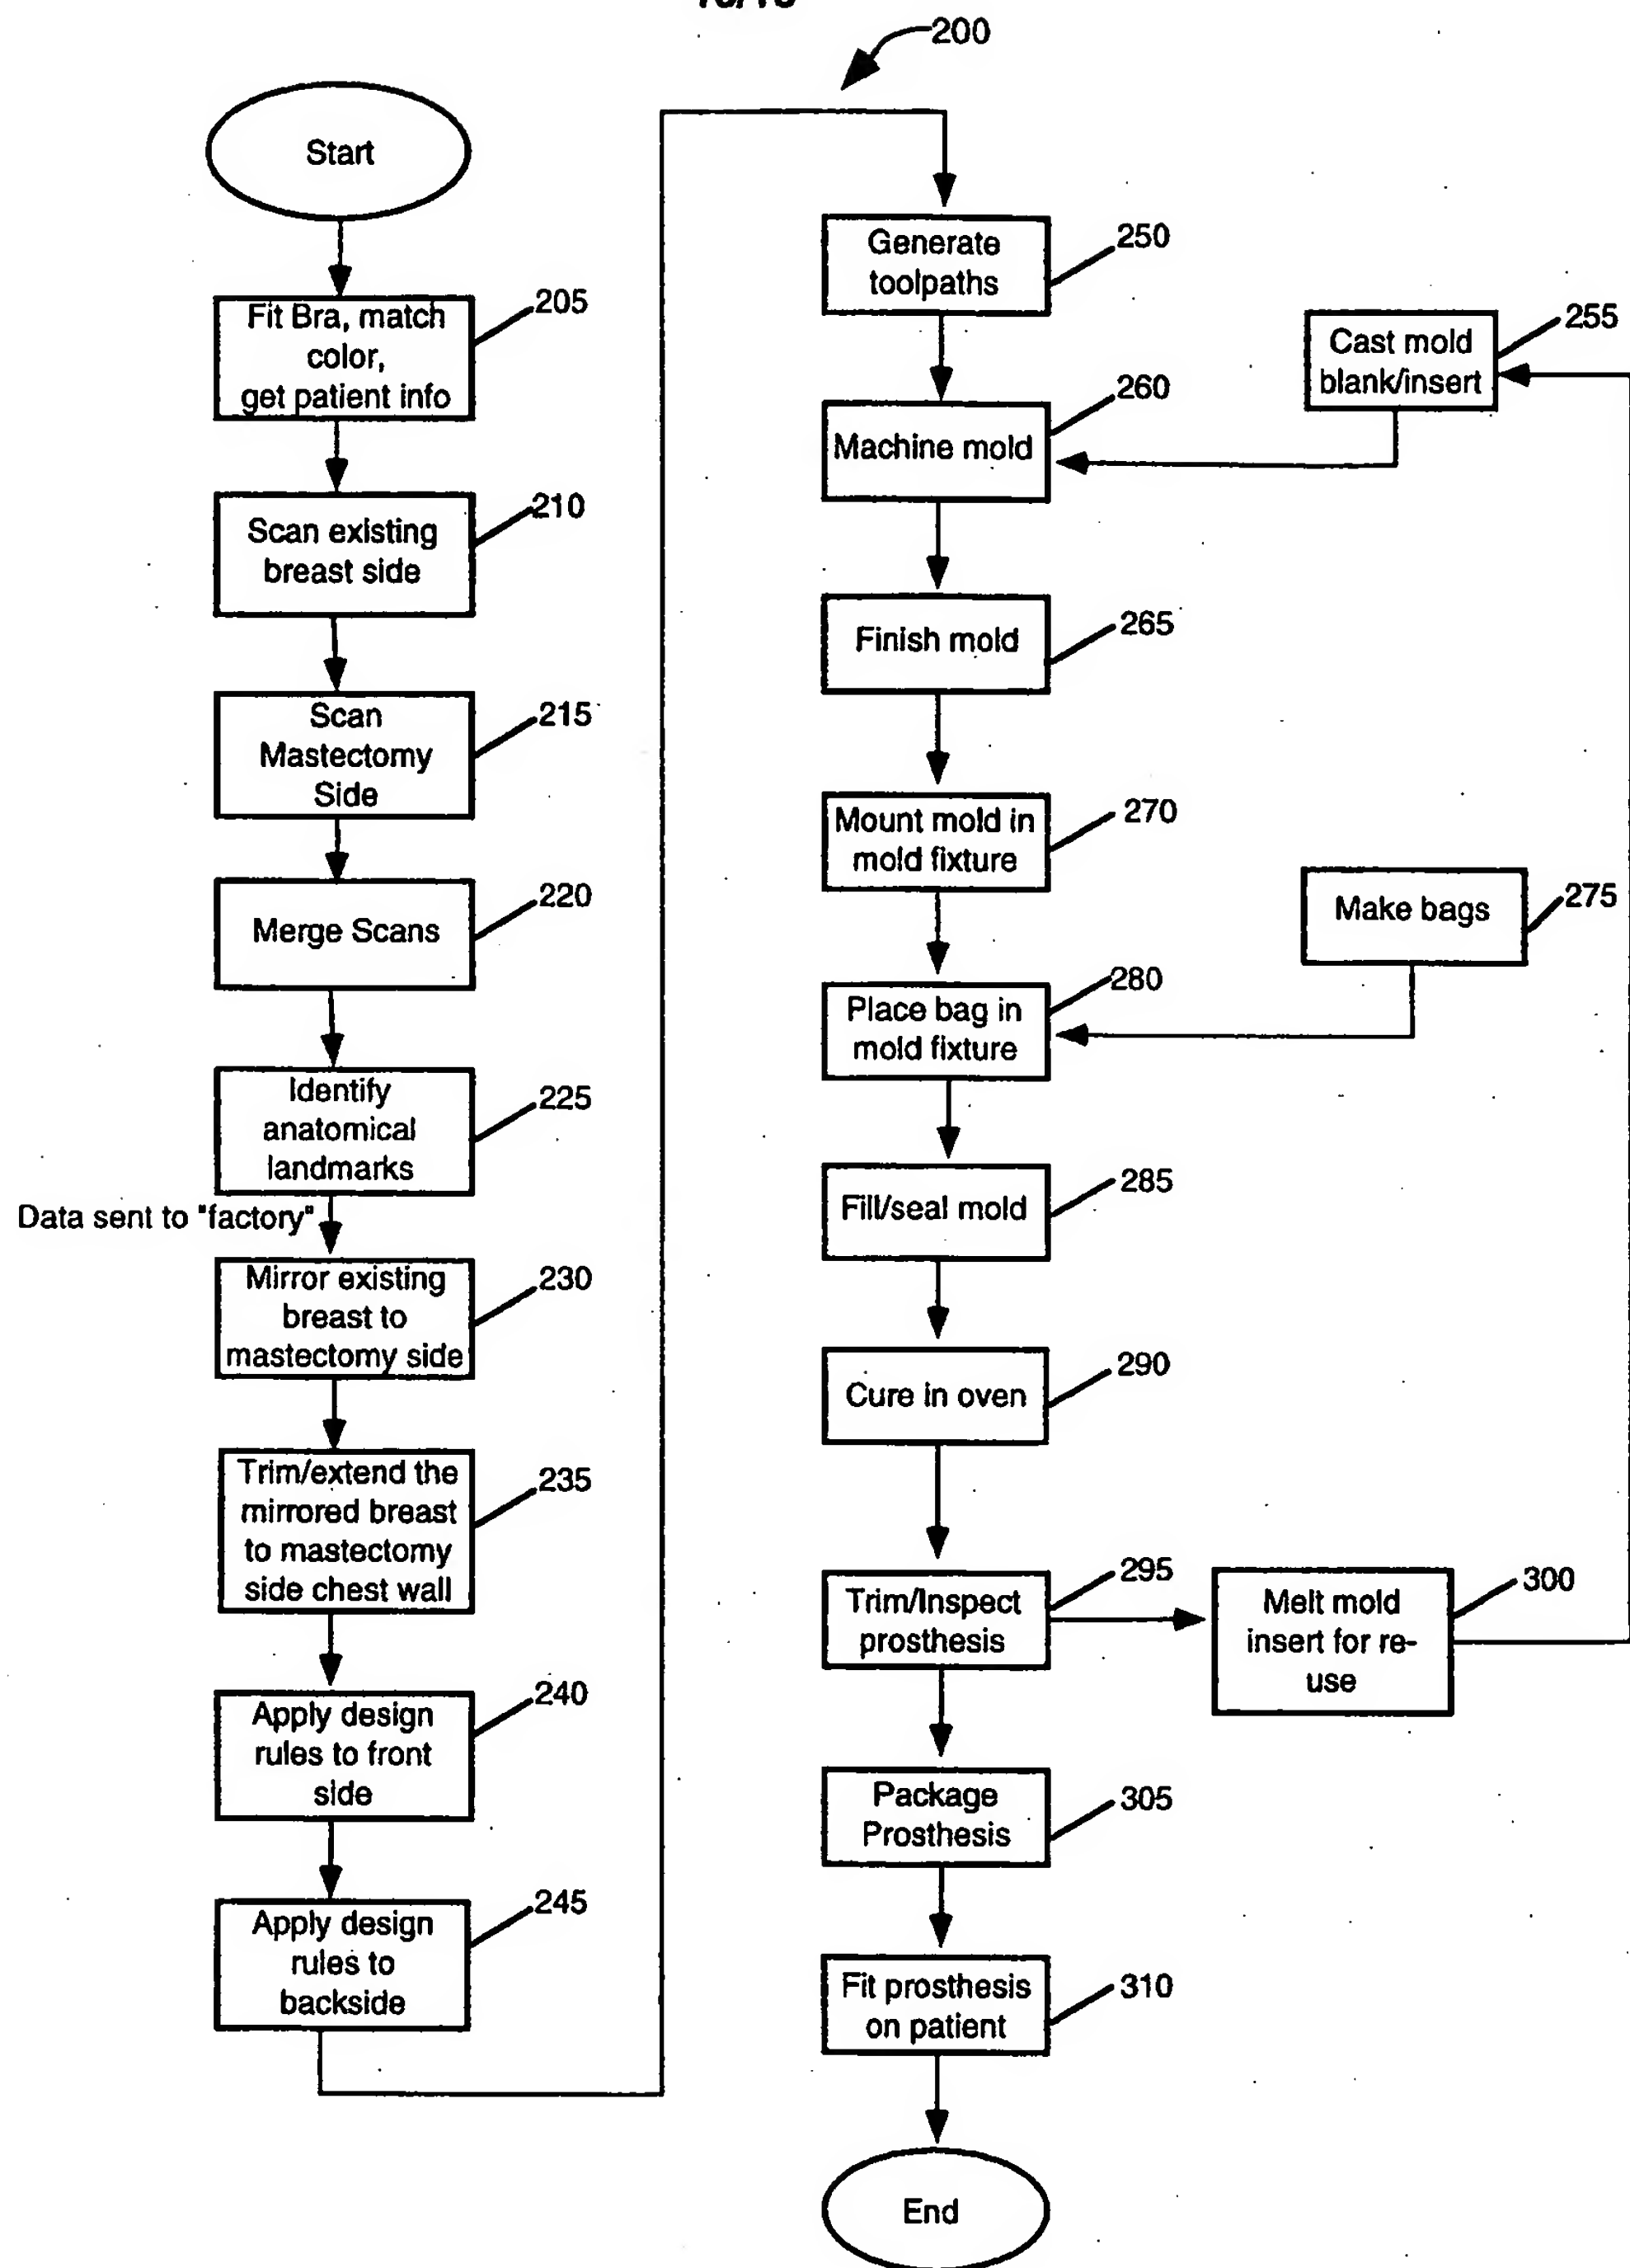 200
Start
Fit Bra, match
color,
get patient info
205
Scan existing
breast side
210
Scan
Mastectomy
Side
215
Merge Scans
220
Identify
anatomical
landmarks
225
Data sent to "factory"
Mirror existing
breast to
mastectomy side
230
Trim/extend the
mirrored breast
to mastectomy
side chest wall
235
Apply design
rules to front
side
240
Apply design
rules to
backside
245
Generate
toolpaths
250
Cast mold
blank/insert
255
Machine mold
260
Finish mold
265
Mount mold in
mold fixture
270
Make bags
275
Place bag in
mold fixture
280
Fill/seal mold
285
Cure in oven
290
Trim/Inspect
prosthesis
295
Melt mold
insert for re-
use
300
Package
Prosthesis
305
Fit prosthesis
on patient
310
End